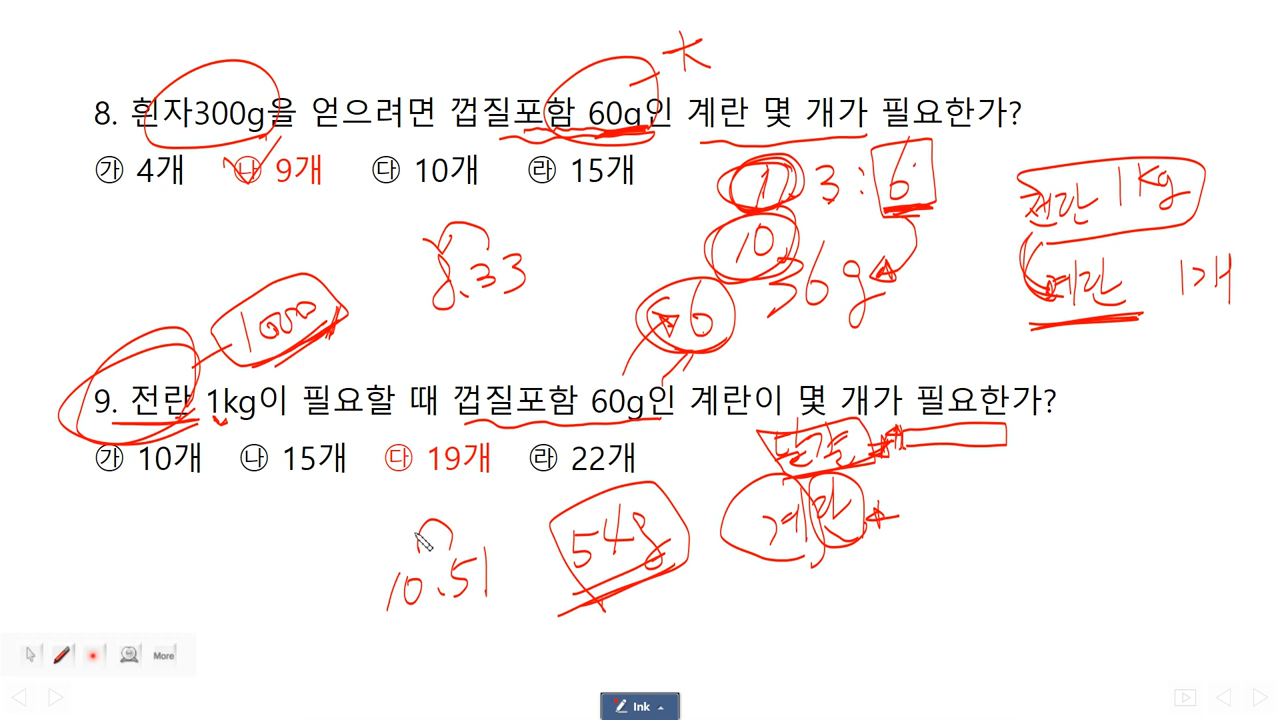 8. 흰자300g을 얻으려면 껍질포함 60g인 계란 몇 개가 필요한가?
㉮ 4개 ㉯ 9개 ㉰ 10개 ㉱ 15개
1 3 : 6
전란 1kg
10
8.33
36g
계란 1개
6
1000
9. 전란 1kg이 필요할 때 껍질포함 60g인 계란이 몇 개가 필요한가?
㉮ 10개 ㉯ 15개 ㉰ 19개 ㉱ 22개
달걀
계란
54g
10.51
More
Ink